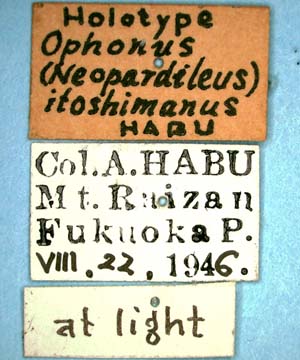 Holotype
Ophonus
(Neopardileus)
itoshimanus
HABU
Col. A. HABU
Mt. Raizan
Fukuoka P.
VIII, 22, 1946.
at light